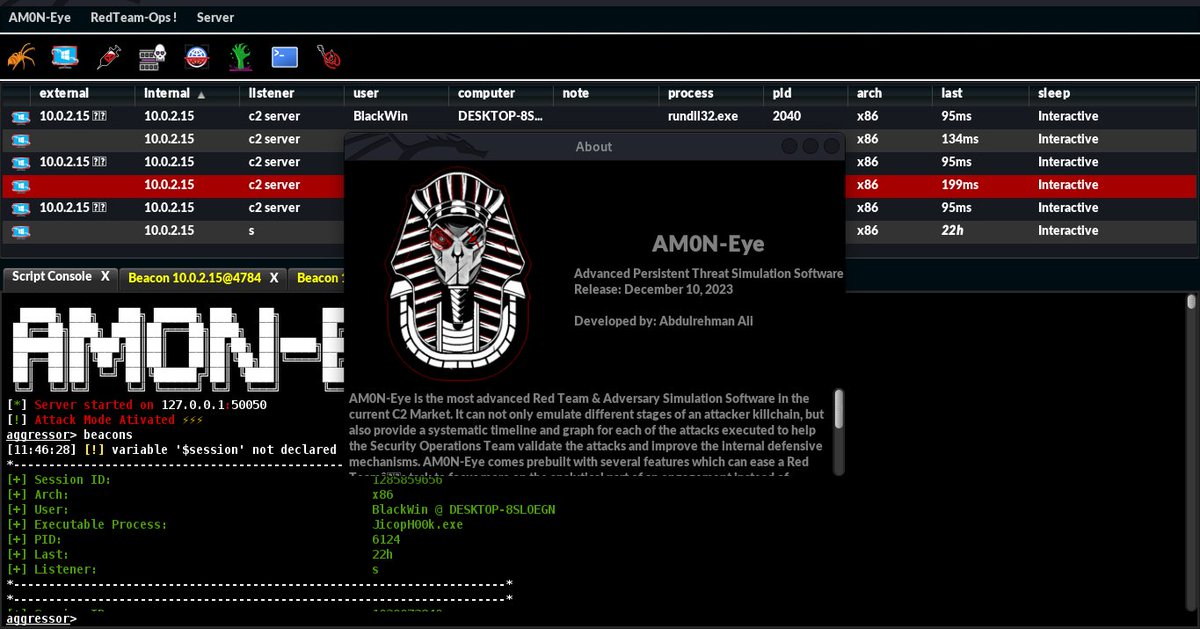 AM0N-Eye RedTeam-Ops! Server
external internal ▲ listener user computer note process pid arch last sleep
10.0.2.15 10.0.2.15 c2 server BlackWin DESKTOP-8S... rundll32.exe 2040 x86 95ms Interactive
10.0.2.15 c2 server x86 134ms Interactive
10.0.2.15 10.0.2.15 c2 server x86 95ms Interactive
10.0.2.15 c2 server x86 199ms Interactive
10.0.2.15 10.0.2.15 c2 server x86 95ms Interactive
10.0.2.15 s x86 22h Interactive
About
AM0N-Eye
Advanced Persistent Threat Simulation Software
Release: December 10, 2023
Developed by: Abdulrehman Ali
AM0N-Eye is the most advanced Red Team & Adversary Simulation Software in the
current C2 Market. It can not only emulate different stages of an attacker killchain, but
also provide a systematic timeline and graph for each of the attacks executed to help
the Security Operations Team validate the attacks and improve the internal defensive
mechanisms. AM0N-Eye comes prebuilt with several features which can ease a Red
Script Console X Beacon 10.0.2.15@4784 X Beacon 1
AM0N-E
[*] Server started on 127.0.0.1:50050
[!] Attack Mode Ativated ⚡⚡⚡
aggressor> beacons
[11:46:28] [!] variable '$session' not declared
[+] Session ID: 1285859656
[+] Arch: x86
[+] User: BlackWin @ DESKTOP-8SLOEGN
[+] Executable Process: JicopH00k.exe
[+] PID: 6124
[+] Last: 22h
[+] Listener: s
aggressor>